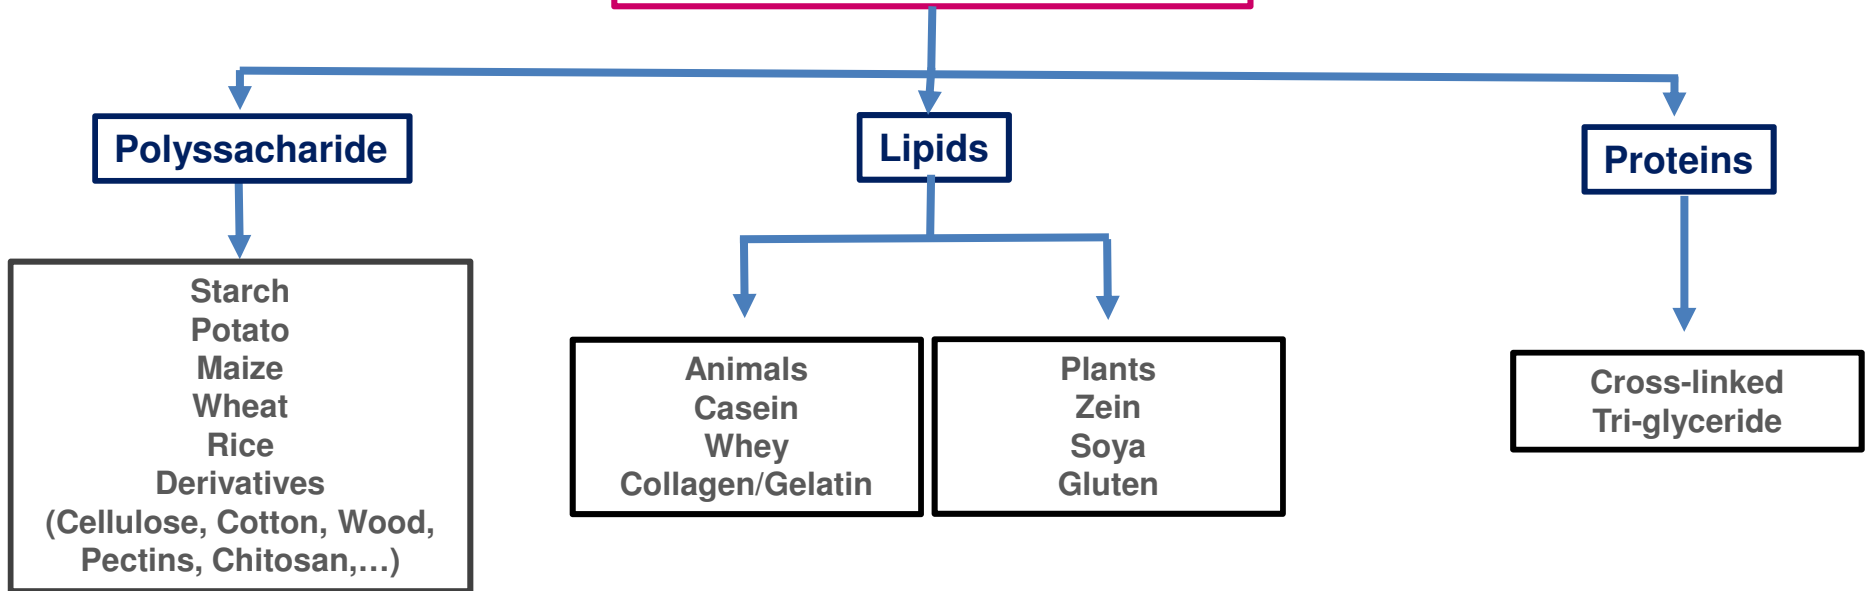 Polyssacharide
Lipids
Proteins
Starch
Potato
Maize
Wheat
Rice
Derivatives
(Cellulose, Cotton, Wood,
Pectins, Chitosan,...)
Animals
Casein
Whey
Collagen/Gelatin
Plants
Zein
Soya
Gluten
Cross-linked
Tri-glyceride